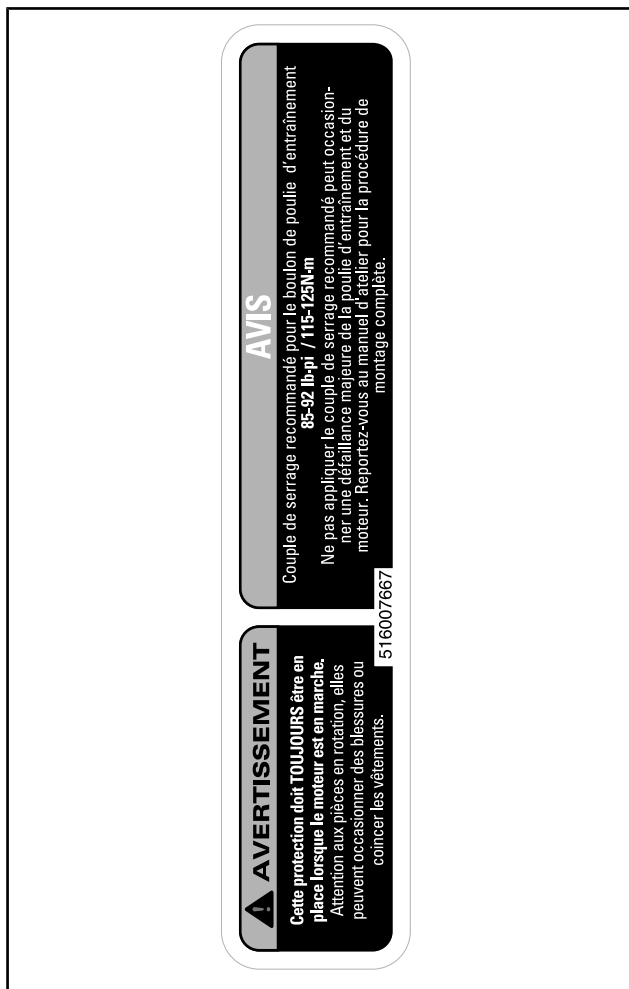 AVERTISSEMENT
Cette protection doit TOUJOURS être en
place lorsque le moteur est en marche.
Attention aux pièces en rotation, elles
peuvent occasionner des blessures ou
coincer les vêtements.
AVIS
Couple de serrage recommandé pour le boulon de poulie d'entraînement
85-92 lb-pi / 115-125N-m
Ne pas appliquer le couple de serrage recommandé peut occasion-
ner une défaillance majeure de la poulie d'entraînement et du
moteur. Reportez-vous au manuel d'atelier pour la procédure de
montage complète.
516007667